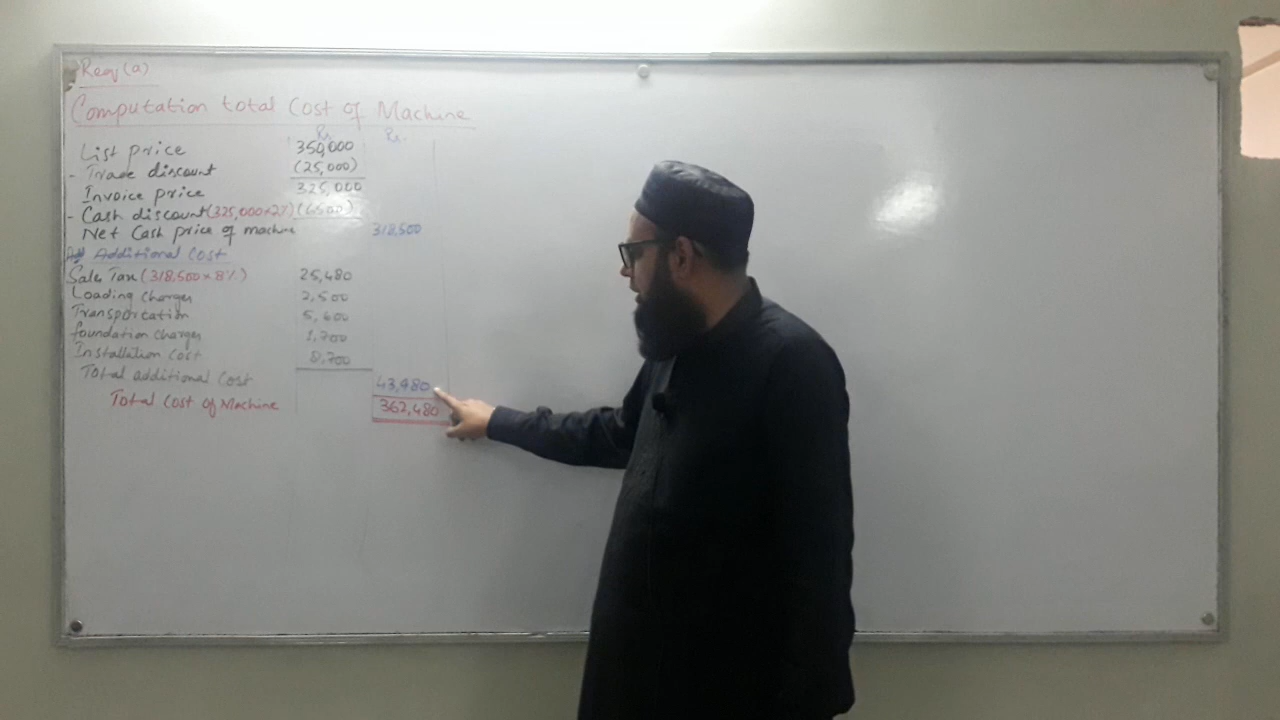 Req (a)
Computation total Cost of Machine
Rs. Rs.
List price 350,000
- Trade discount (25,000)
Invoice price 325,000
- Cash discount (325,000×2%) (6500)
Net Cash price of machine 318,500
Additional Cost
Sales Tax (318,500×8%) 25,480
Loading charges 2,500
Transportation 5,600
foundation charges 1,700
Installation Cost 8,700
Total additional Cost 43,980
Total Cost of Machine 362,480